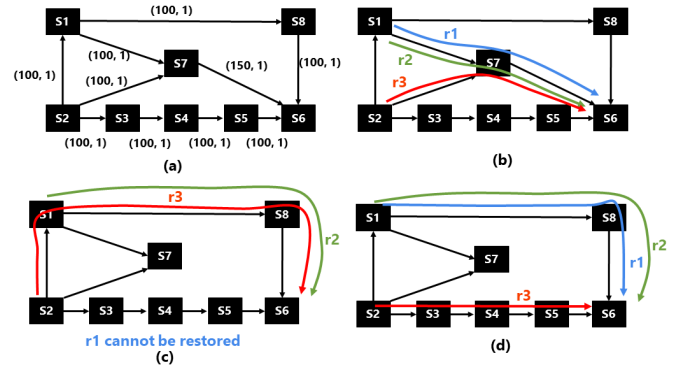 S1
(100, 1)
S8
(100, 1)
(100, 1)
S7
(150, 1)
(100, 1)
(100, 1)
S2
S3
S4
S5
S6
(100, 1)
(100, 1)
(100, 1)
(100, 1)
(a)
S1
r1
S8
r2
S7
r3
S2
S3
S4
S5
S6
(b)
r3
S1
S8
r2
S7
S2
S3
S4
S5
S6
r1 cannot be restored
(c)
S1
S8
r2
r1
S7
r3
S2
S3
S4
S5
S6
(d)